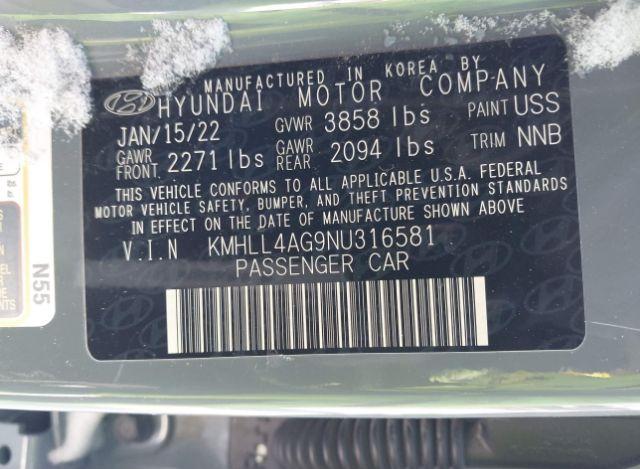 MANUFACTURED IN KOREA BY
HYUNDAI MOTOR COMPANY
JAN/15/22 GVWR 3858 lbs PAINT USS
GAWR FRONT 2271 lbs GAWR REAR 2094 lbs TRIM NNB
THIS VEHICLE CONFORMS TO ALL APPLICABLE U.S.A. FEDERAL
MOTOR VEHICLE SAFETY, BUMPER, AND THEFT PREVENTION STANDARDS
IN EFFECT ON THE DATE OF MANUFACTURE SHOWN ABOVE
V.I.N KMHLL4AG9NU316581
PASSENGER CAR
N55